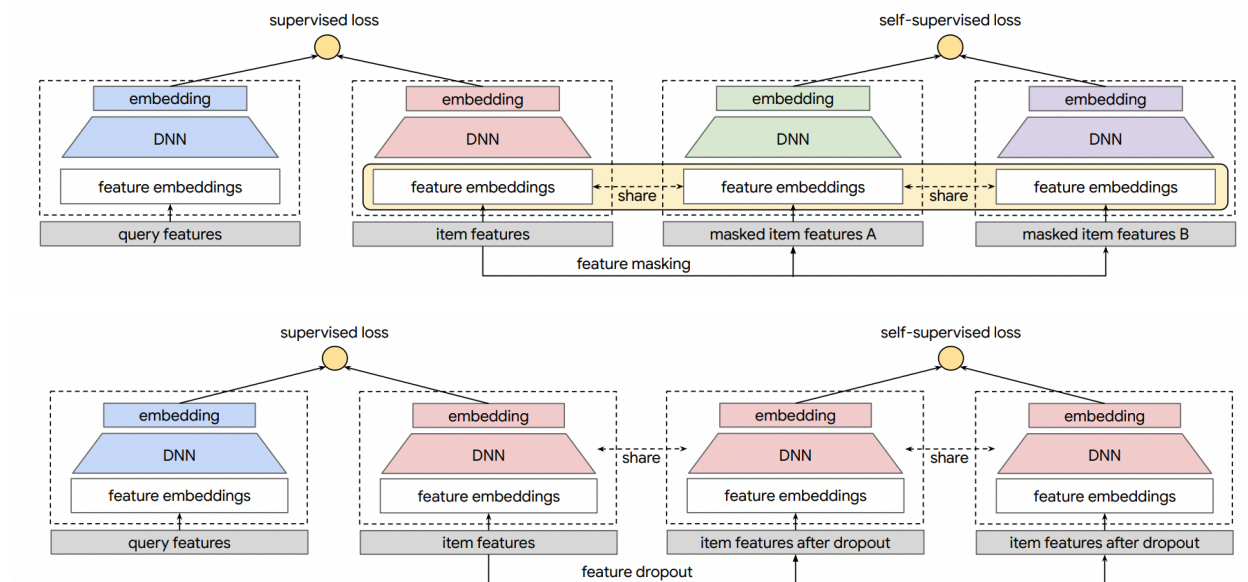 supervised loss
self-supervised loss
embedding
embedding
embedding
embedding
DNN
DNN
DNN
DNN
feature embeddings
feature embeddings
feature embeddings
feature embeddings
share
share
query features
item features
masked item features A
masked item features B
feature masking
supervised loss
self-supervised loss
embedding
embedding
embedding
embedding
DNN
DNN
DNN
DNN
share
share
feature embeddings
feature embeddings
feature embeddings
feature embeddings
query features
item features
item features after dropout
item features after dropout
feature dropout